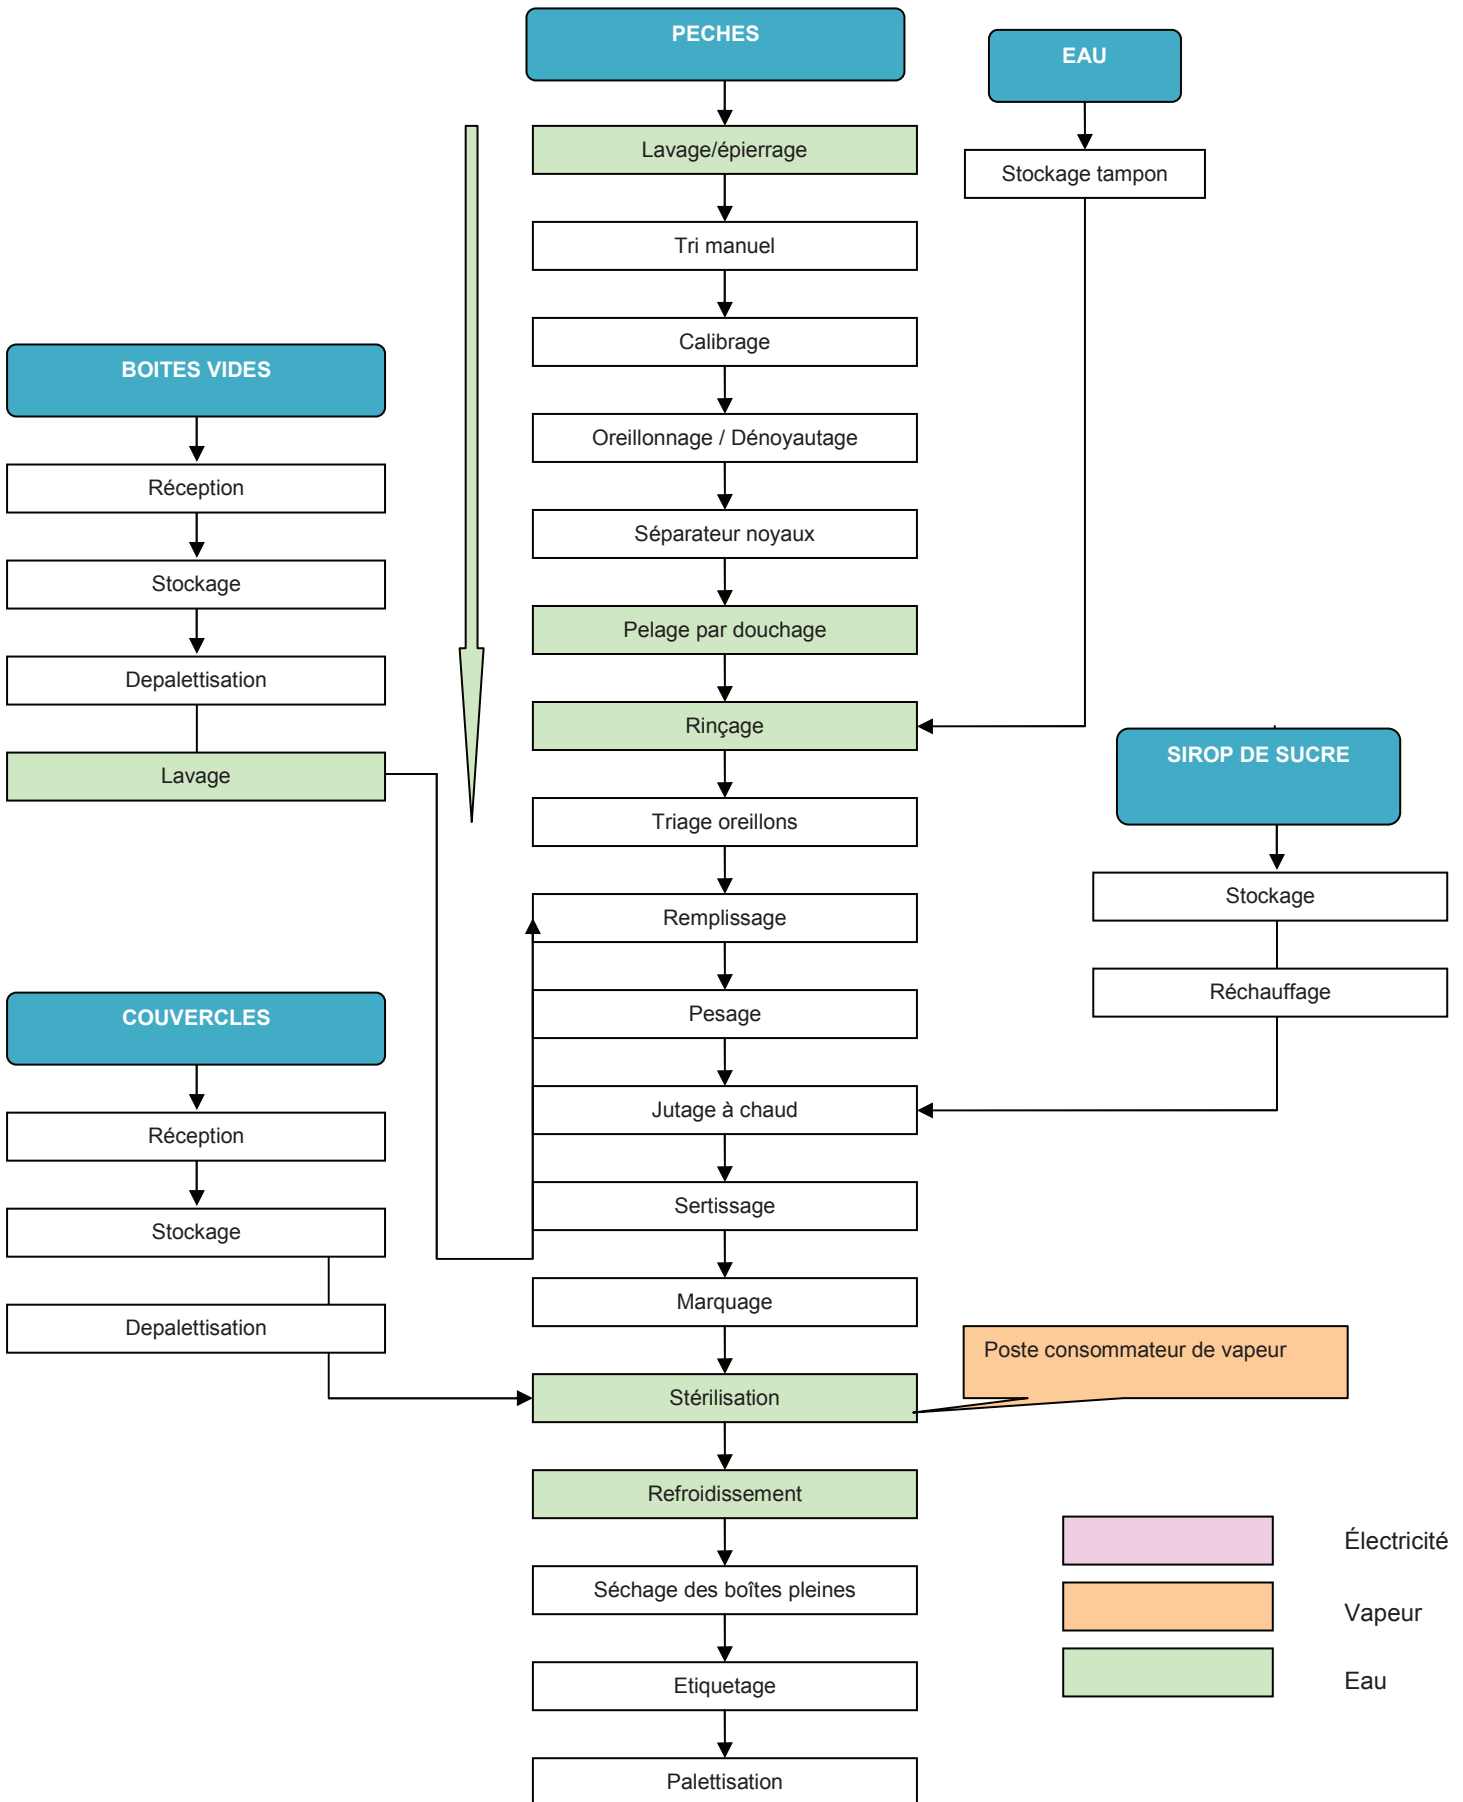 PECHES
EAU
Lavage/épierrage
Stockage tampon
Tri manuel
Calibrage
BOITES VIDES
Oreillonnage / Dénoyautage
Réception
Séparateur noyaux
Stockage
Pelage par douchage
Depalettisation
Rinçage
SIROP DE SUCRE
Lavage
Triage oreillons
Stockage
Remplissage
Réchauffage
COUVERCLES
Pesage
Jutage à chaud
Réception
Sertissage
Stockage
Marquage
Depalettisation
Poste consommateur de vapeur
Stérilisation
Refroidissement
Électricité
Séchage des boîtes pleines
Vapeur
Etiquetage
Eau
Palettisation